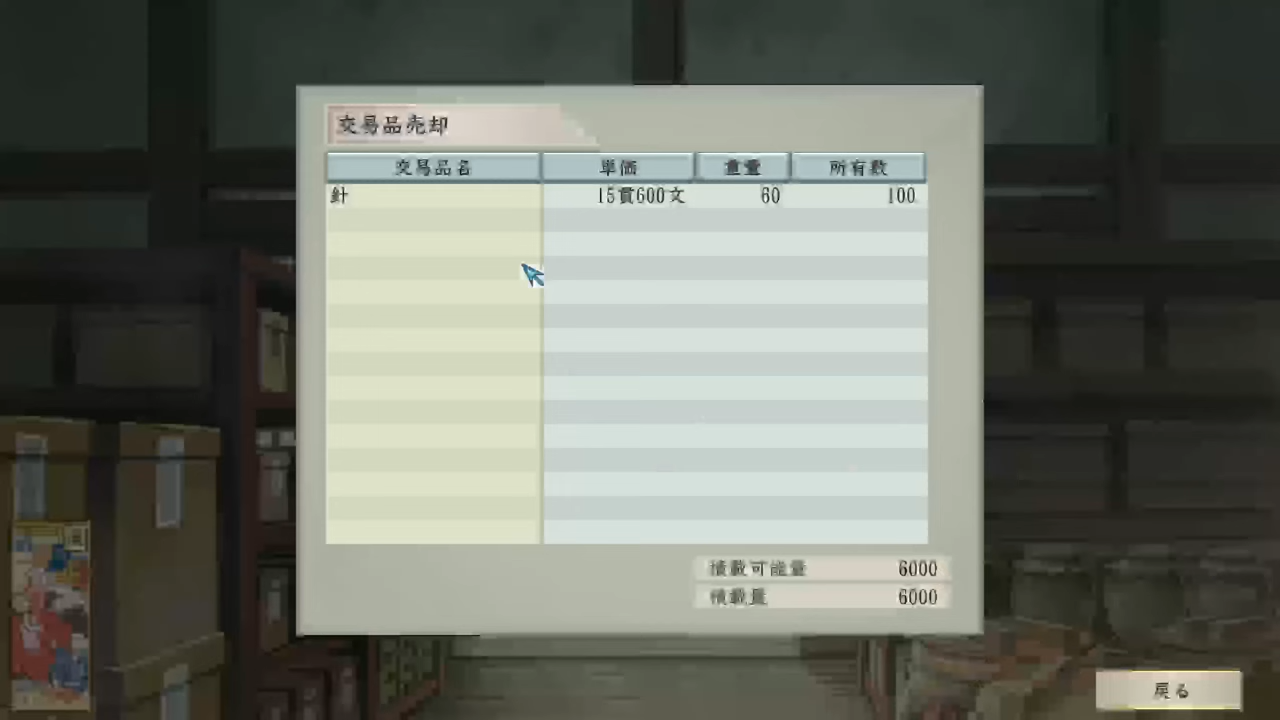 交易品売却
交易品名 単価 重量 所有数
針 15貫600文 60 100
積載可能量 6000
積載量 6000
戻る